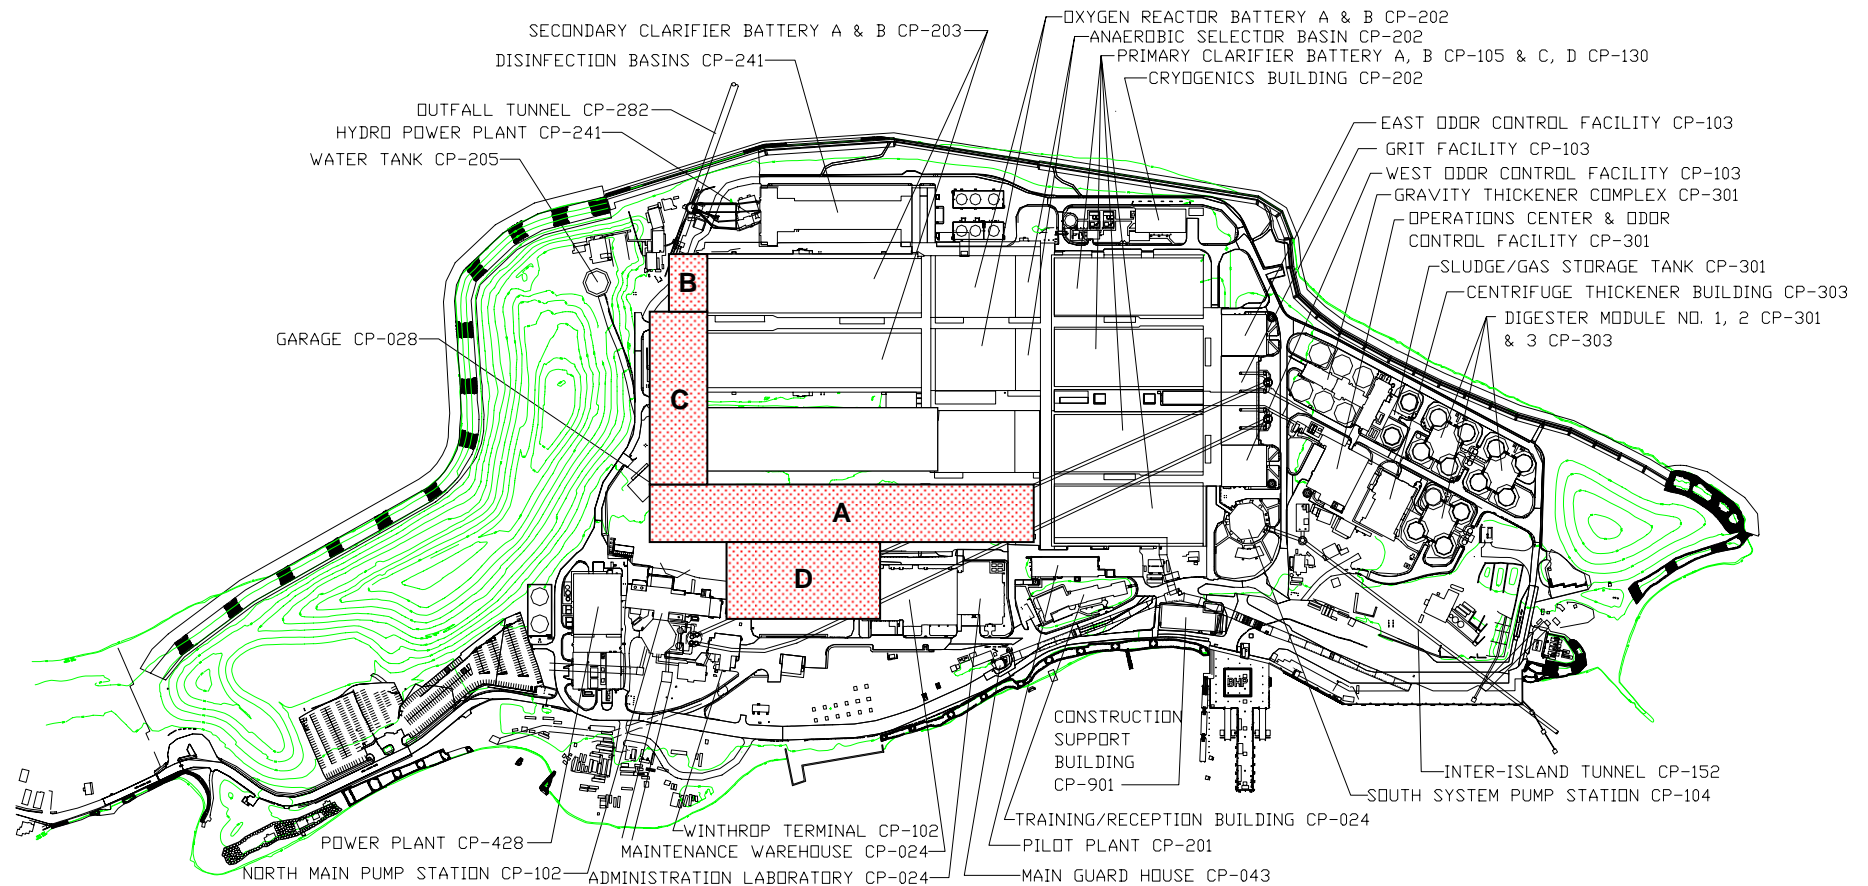 SECONDARY CLARIFIER BATTERY A & B CP-203
DISINFECTION BASINS CP-241
OUTFALL TUNNEL CP-282
HYDRO POWER PLANT CP-241
WATER TANK CP-205
GARAGE CP-028
OXYGEN REACTOR BATTERY A & B CP-202
ANAEROBIC SELECTOR BASIN CP-202
PRIMARY CLARIFIER BATTERY A, B CP-105 & C, D CP-130
CRYOGENICS BUILDING CP-202
EAST ODOR CONTROL FACILITY CP-103
GRIT FACILITY CP-103
WEST ODOR CONTROL FACILITY CP-103
GRAVITY THICKENER COMPLEX CP-301
OPERATIONS CENTER & ODOR
CONTROL FACILITY CP-301
SLUDGE/GAS STORAGE TANK CP-301
CENTRIFUGE THICKENER BUILDING CP-303
DIGESTER MODULE NO. 1, 2 CP-301
& 3 CP-303
B
C
A
D
BHP
CONSTRUCTION
SUPPORT
BUILDING
CP-901
INTER-ISLAND TUNNEL CP-152
SOUTH SYSTEM PUMP STATION CP-104
TRAINING/RECEPTION BUILDING CP-024
PILOT PLANT CP-201
MAIN GUARD HOUSE CP-043
WINTHROP TERMINAL CP-102
MAINTENANCE WAREHOUSE CP-024
ADMINISTRATION LABORATORY CP-024
POWER PLANT CP-428
NORTH MAIN PUMP STATION CP-102